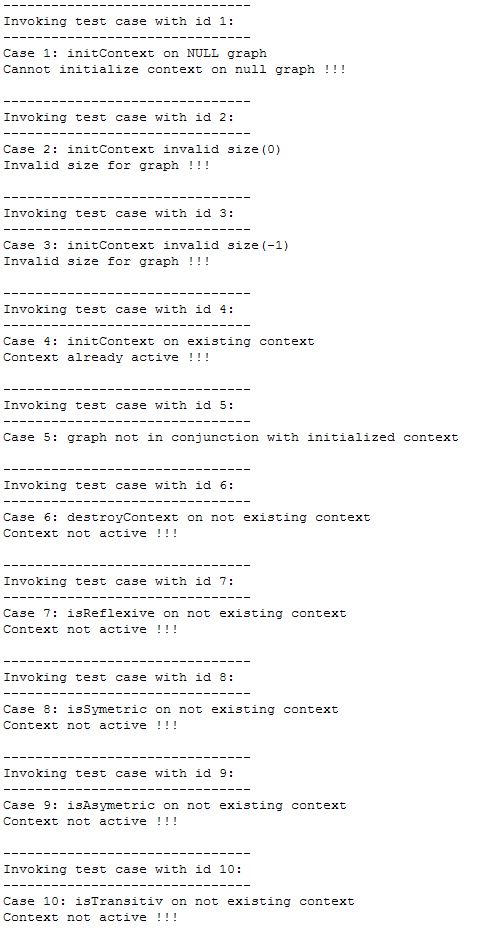 -------------------------------
Invoking test case with id 1:
-------------------------------
Case 1: initContext on NULL graph
Cannot initialize context on null graph !!!

-------------------------------
Invoking test case with id 2:
-------------------------------
Case 2: initContext invalid size(0)
Invalid size for graph !!!

-------------------------------
Invoking test case with id 3:
-------------------------------
Case 3: initContext invalid size(-1)
Invalid size for graph !!!

-------------------------------
Invoking test case with id 4:
-------------------------------
Case 4: initContext on existing context
Context already active !!!

-------------------------------
Invoking test case with id 5:
-------------------------------
Case 5: graph not in conjunction with initialized context

-------------------------------
Invoking test case with id 6:
-------------------------------
Case 6: destroyContext on not existing context
Context not active !!!

-------------------------------
Invoking test case with id 7:
-------------------------------
Case 7: isReflexive on not existing context
Context not active !!!

-------------------------------
Invoking test case with id 8:
-------------------------------
Case 8: isSymetric on not existing context
Context not active !!!

-------------------------------
Invoking test case with id 9:
-------------------------------
Case 9: isAsymetric on not existing context
Context not active !!!

-------------------------------
Invoking test case with id 10:
-------------------------------
Case 10: isTransitiv on not existing context
Context not active !!!